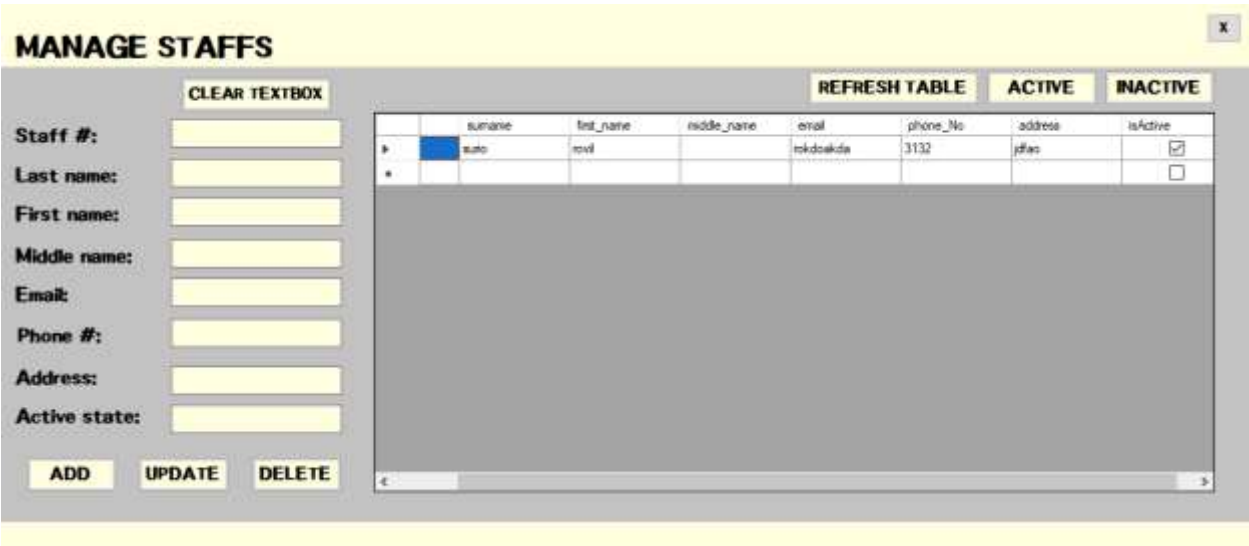 X
MANAGE STAFFS
CLEAR TEXTBOX
REFRESH TABLE ACTIVE INACTIVE
Staff #:
Last name:
First name:
Middle name:
Email:
Phone #:
Address:
Active state:
ADD UPDATE DELETE
surname first_name middle_name email phone_No address isActive
rovil 3132